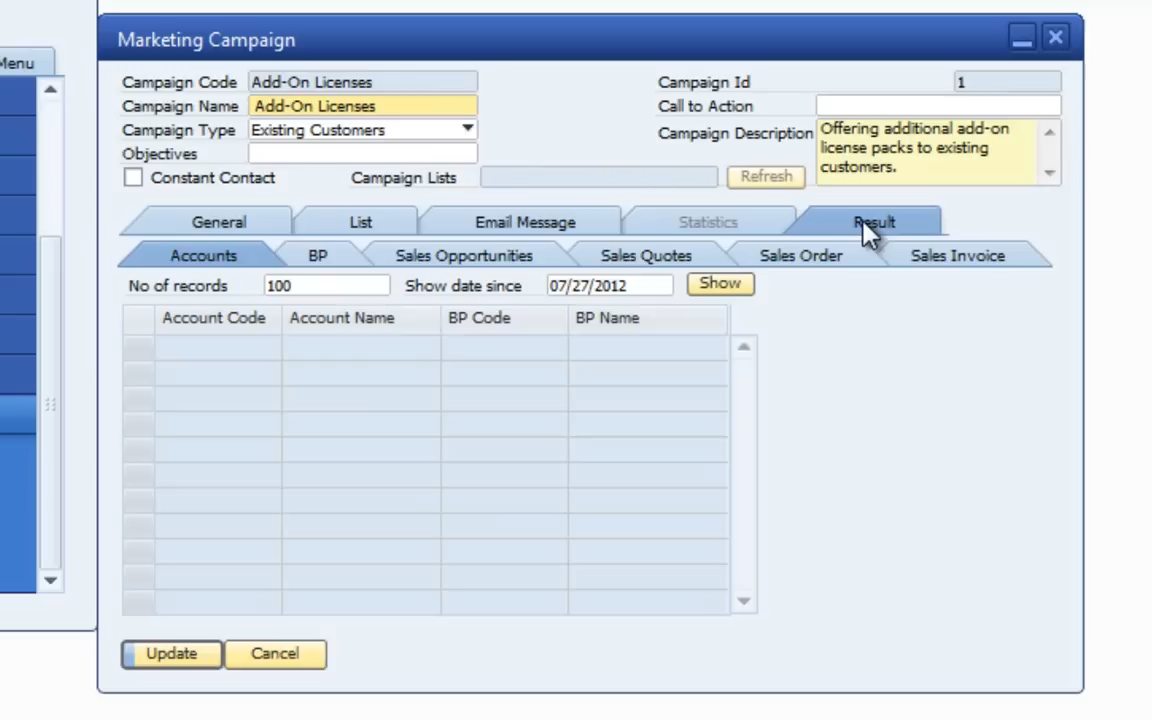 Menu
Marketing Campaign
Campaign Code Add-On Licenses
Campaign Id 1
Campaign Name Add-On Licenses
Call to Action
Campaign Type Existing Customers
Campaign Description Offering additional add-on
license packs to existing
customers.
Objectives
Constant Contact
Campaign Lists
Refresh
General List Email Message Statistics Result
Accounts BP Sales Opportunities Sales Quotes Sales Order Sales Invoice
No of records 100 Show date since 07/27/2012 Show
Account Code Account Name BP Code BP Name
Update Cancel